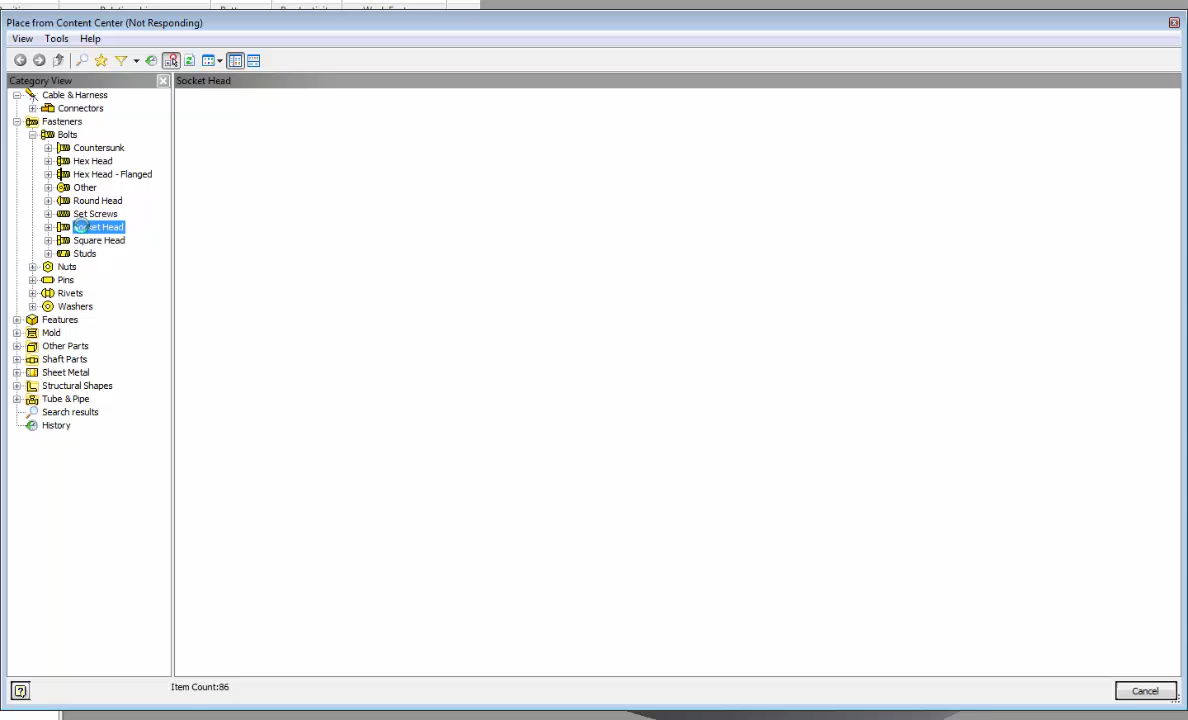 Place from Content Center (Not Responding)
View Tools Help
Category View
Socket Head
Cable & Harness
Connectors
Fasteners
Bolts
Countersunk
Hex Head
Hex Head - Flanged
Other
Round Head
Set Screws
Socket Head
Square Head
Studs
Nuts
Pins
Rivets
Washers
Features
Mold
Other Parts
Shaft Parts
Sheet Metal
Structural Shapes
Tube & Pipe
Search results
History
Item Count:86
Cancel